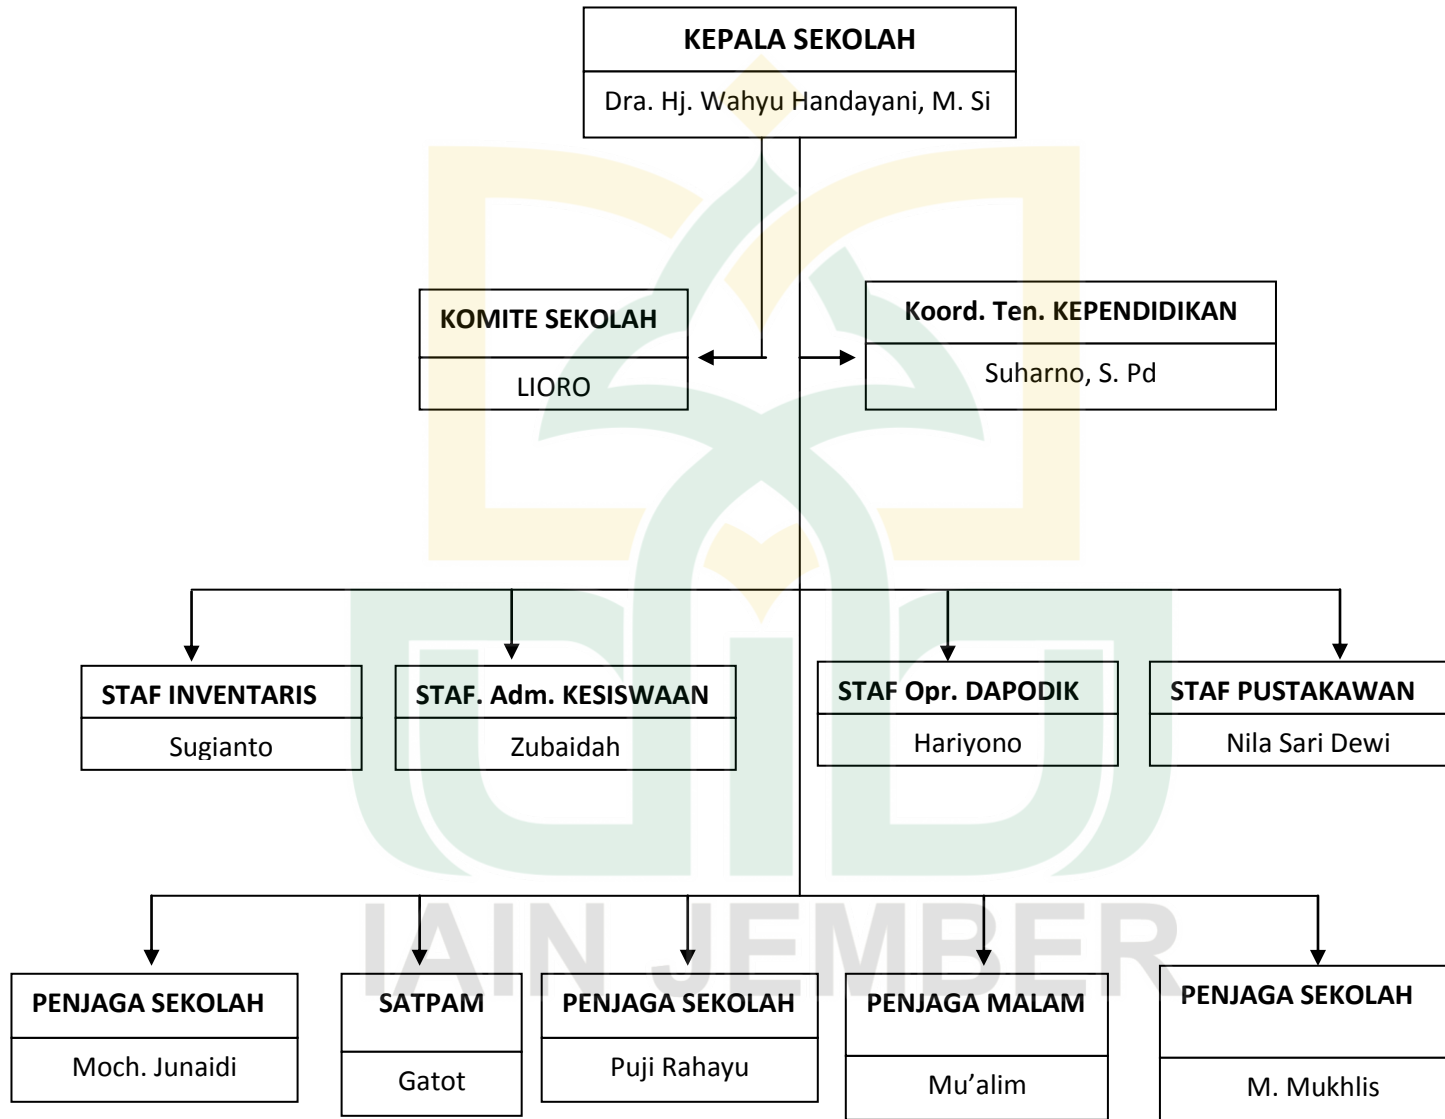 KEPALA SEKOLAH
Dra. Hj. Wahyu Handayani, M. Si
KOMITE SEKOLAH
LIORO
Koord. Ten. KEPENDIDIKAN
Suharno, S. Pd
STAF INVENTARIS
Sugianto
STAF. Adm. KESISWAAN
Zubaidah
STAF Opr. DAPODIK
Hariyono
STAF PUSTAKAWAN
Nila Sari Dewi
IAIN JEMBER
PENJAGA SEKOLAH
Moch. Junaidi
SATPAM
Gatot
PENJAGA SEKOLAH
Puji Rahayu
PENJAGA MALAM
Mu’alim
PENJAGA SEKOLAH
M. Mukhlis